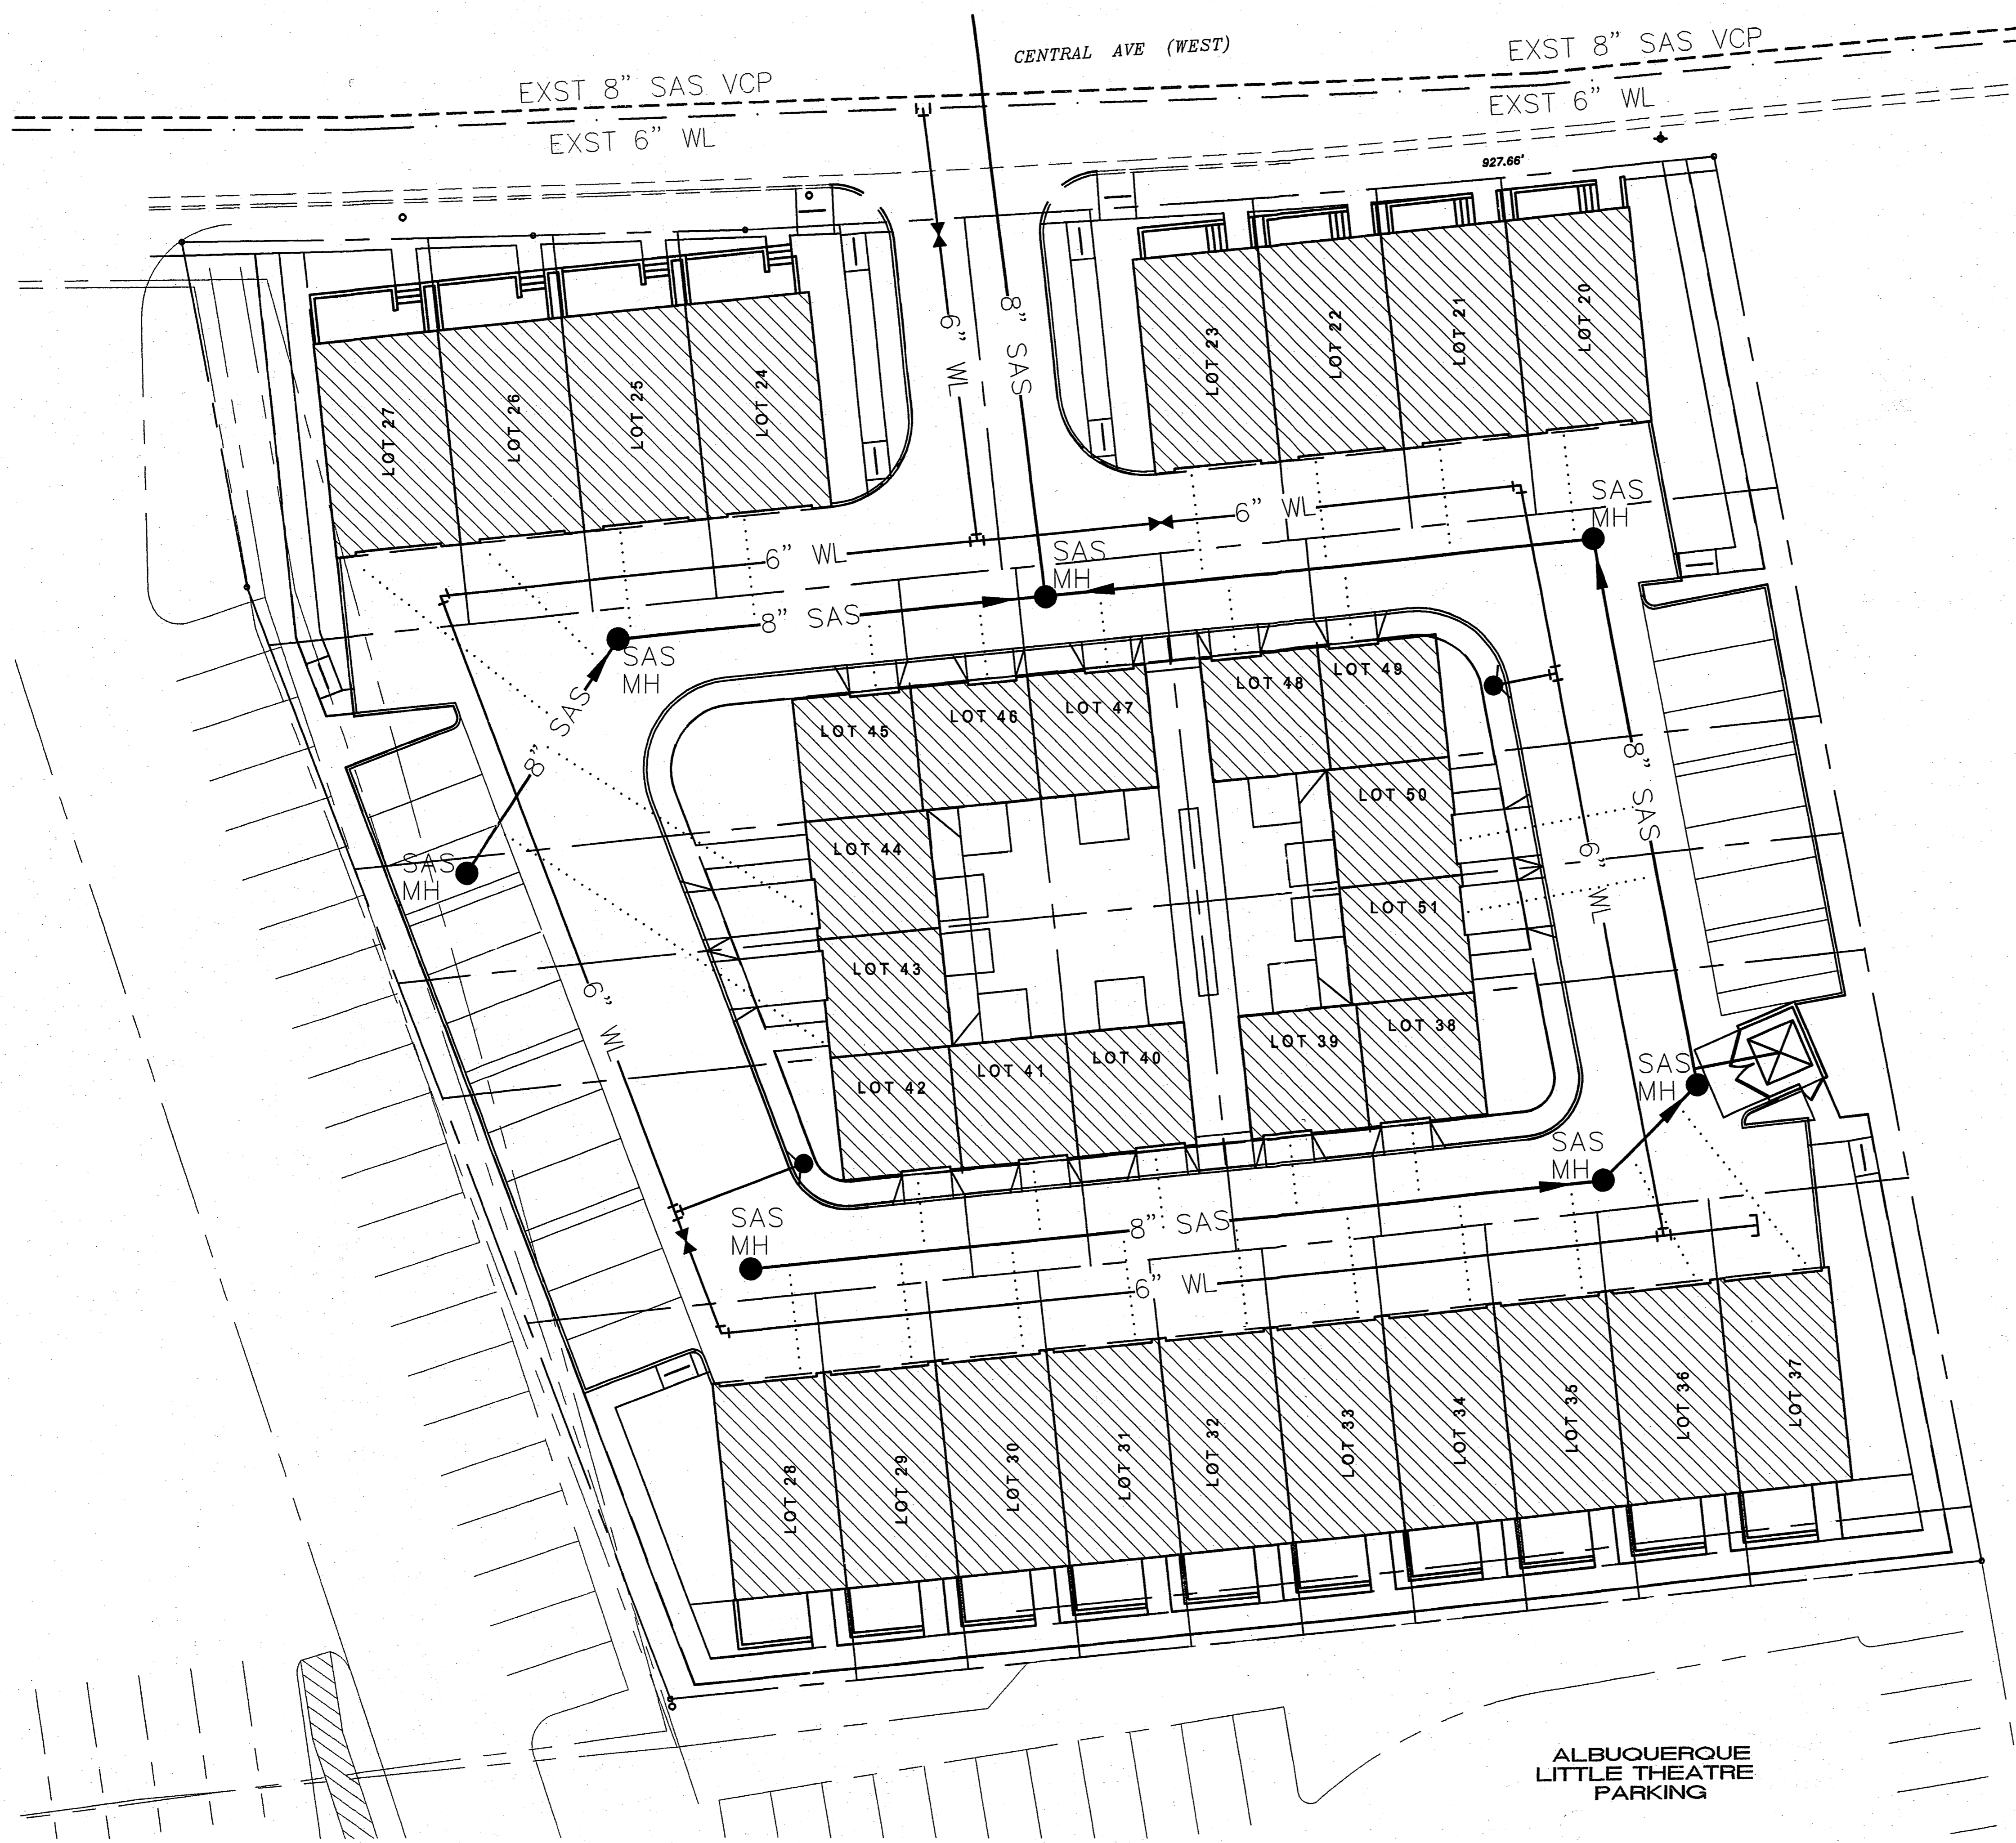 CENTRAL AVE (WEST)
EXST 8" SAS VCP
EXST 8" SAS VCP
EXST 6" WL
EXST 6" WL
927.66'
6" WL
8" SAS
LOT 27
LOT 26
LOT 25
LOT 24
LOT 23
LOT 22
LOT 21
LOT 20
6" WL
6" WL
SAS
MH
SAS
MH
8" SAS
SAS
MH
8" SAS
SAS
MH
LOT 45
LOT 46
LOT 47
LOT 48
LOT 49
LOT 44
LOT 50
LOT 43
LOT 51
LOT 42
LOT 41
LOT 40
LOT 39
LOT 38
8" SAS
6" WL
6" WL
SAS
MH
SAS
MH
SAS
MH
8" SAS
6" WL
LOT 28
LOT 29
LOT 30
LOT 31
LOT 32
LOT 33
LOT 34
LOT 35
LOT 36
LOT 37
ALBUQUERQUE
LITTLE THEATRE
PARKING